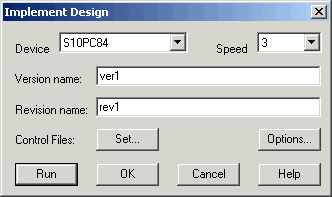 Implement Design
Device S10PC84 Speed 3
Version name: ver1
Revision name: rev1
Control Files: Set... Options...
Run OK Cancel Help